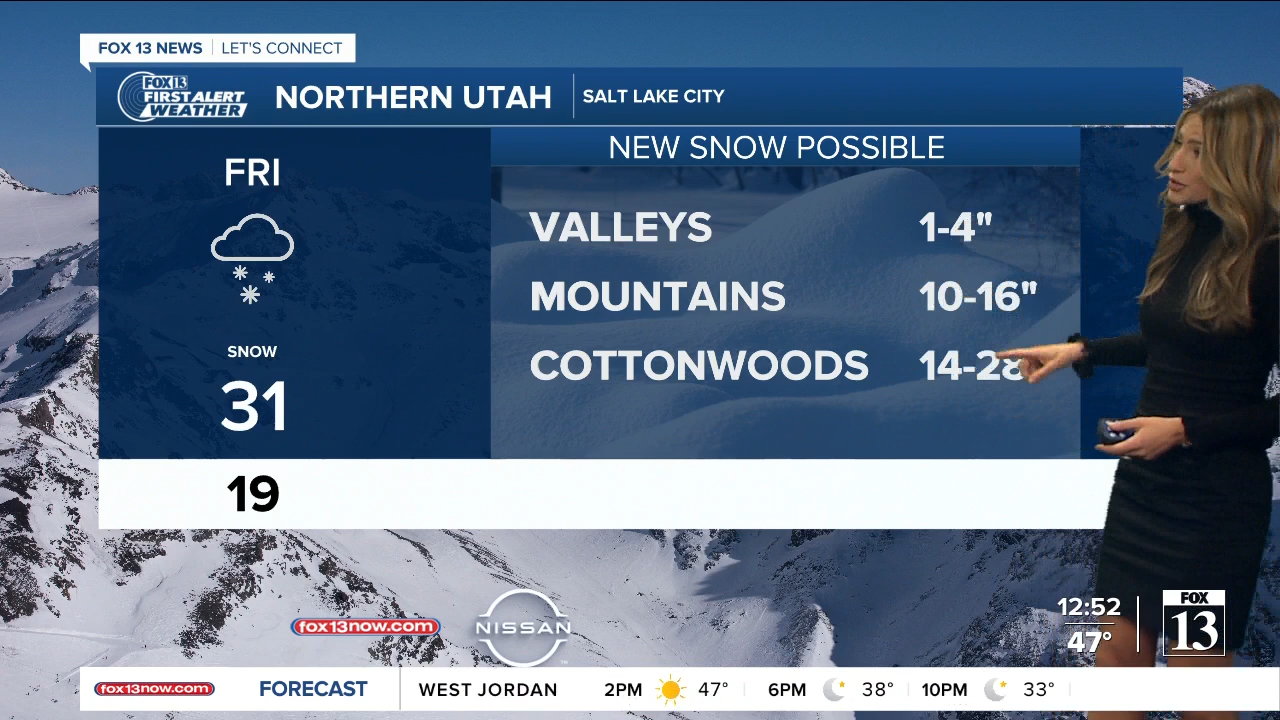 FOX 13 NEWS LET'S CONNECT
FOX 13
FIRST ALERT
WEATHER
NORTHERN UTAH
SALT LAKE CITY
FRI
NEW SNOW POSSIBLE
VALLEYS 1-4"
MOUNTAINS 10-16"
COTTONWOODS 14-28
SNOW
31
19
fox13now.com
NISSAN
12:52
47°
FOX
13
fox13now.com FORECAST WEST JORDAN 2PM 47° 6PM 38° 10PM 33°